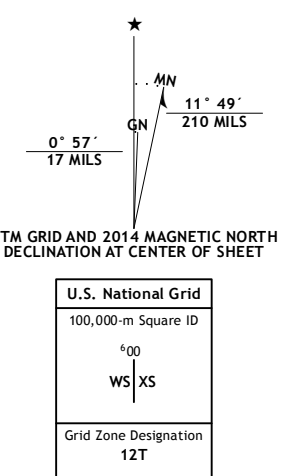 ★
MN
11° 49´
GN
210 MILS
0° 57´
17 MILS
TM GRID AND 2014 MAGNETIC NORTH
DECLINATION AT CENTER OF SHEET
U.S. National Grid
100,000-m Square ID
⁶00
WS XS
Grid Zone Designation
12T